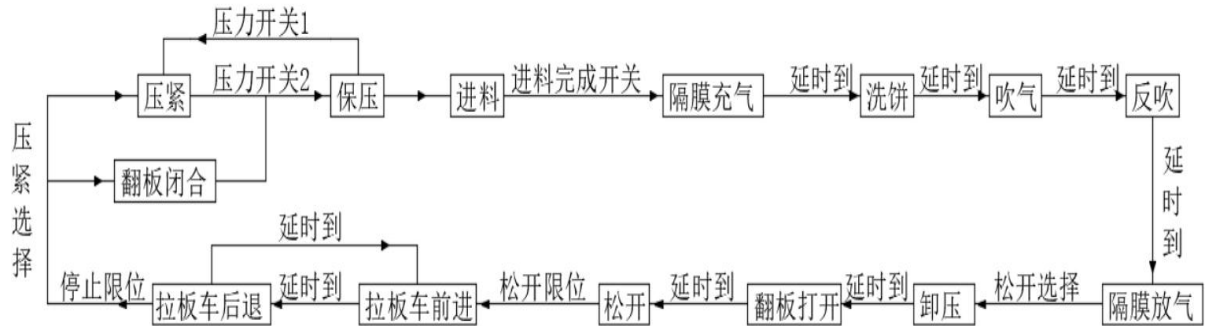 压力开关1
压紧
压力开关2
保压
进料
进料完成开关
隔膜充气
延时到
洗饼
延时到
吹气
延时到
反吹
压紧选择
翻板闭合
延时到
延时到
停止限位
拉板车后退
延时到
拉板车前进
松开限位
松开
延时到
翻板打开
延时到
卸压
松开选择
隔膜放气